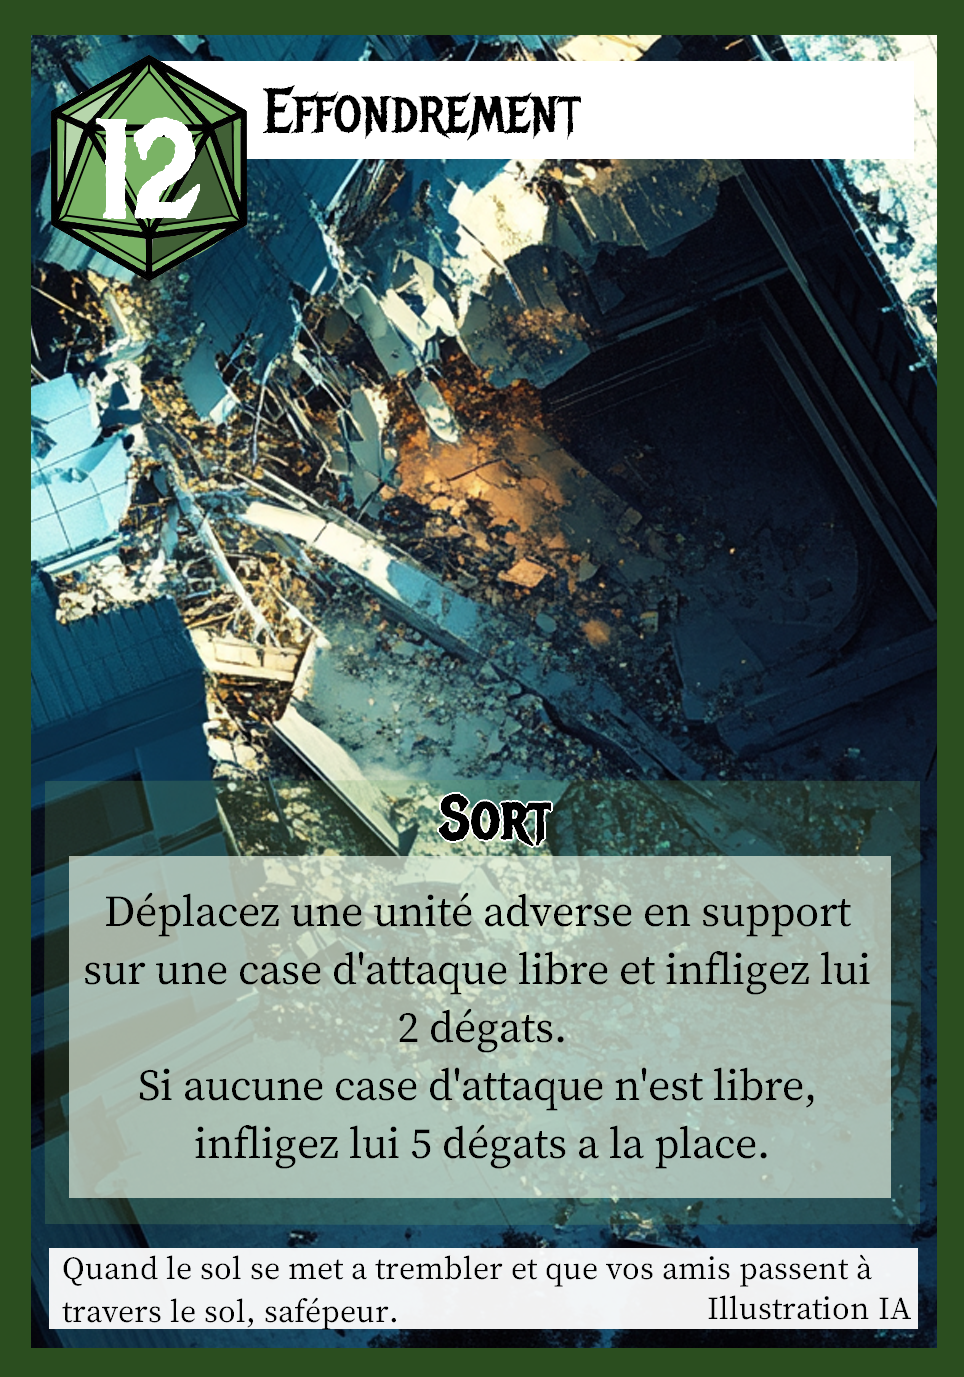 12
Effondrement
Sort
Déplacez une unité adverse en support
sur une case d'attaque libre et infligez lui
2 dégats.
Si aucune case d'attaque n'est libre,
infligez lui 5 dégats a la place.
Quand le sol se met a trembler et que vos amis passent à
travers le sol, safépeur.
Illustration IA